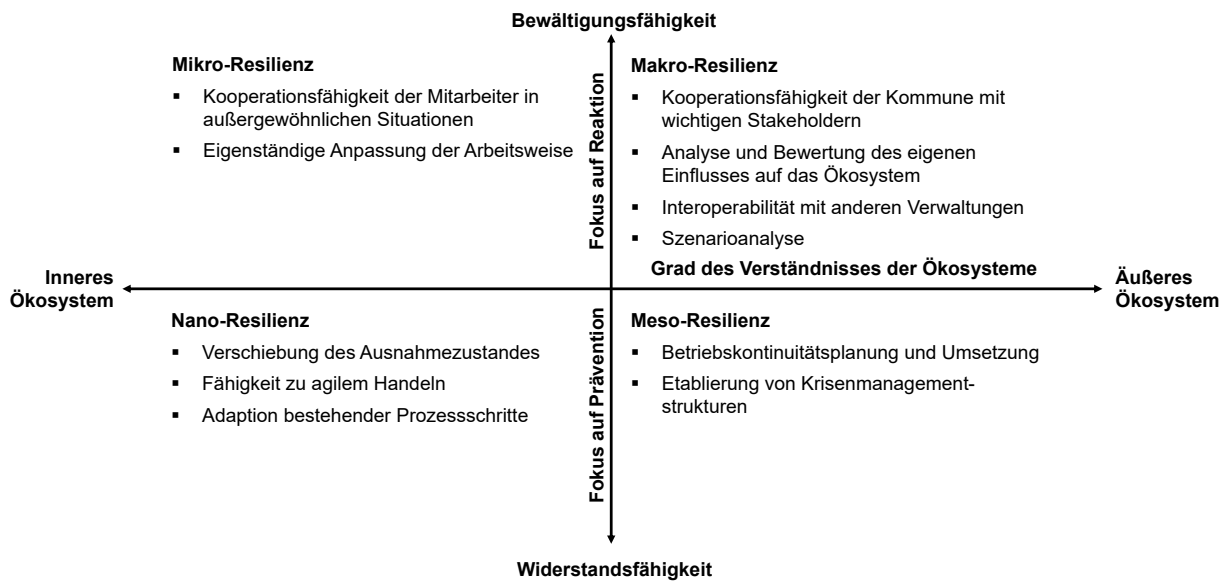 Bewältigungsfähigkeit
Mikro-Resilienz
▪ Kooperationsfähigkeit der Mitarbeiter in
außergewöhnlichen Situationen
▪ Eigenständige Anpassung der Arbeitsweise
Fokus auf Reaktion
Makro-Resilienz
▪ Kooperationsfähigkeit der Kommune mit
wichtigen Stakeholdern
▪ Analyse und Bewertung des eigenen
Einflusses auf das Ökosystem
▪ Interoperabilität mit anderen Verwaltungen
▪ Szenarioanalyse
Grad des Verständnisses der Ökosysteme
Inneres
Ökosystem
Äußeres
Ökosystem
Nano-Resilienz
▪ Verschiebung des Ausnahmezustandes
▪ Fähigkeit zu agilem Handeln
▪ Adaption bestehender Prozessschritte
Fokus auf Prävention
Meso-Resilienz
▪ Betriebskontinuitätsplanung und Umsetzung
▪ Etablierung von Krisenmanagement-
strukturen
Widerstandsfähigkeit